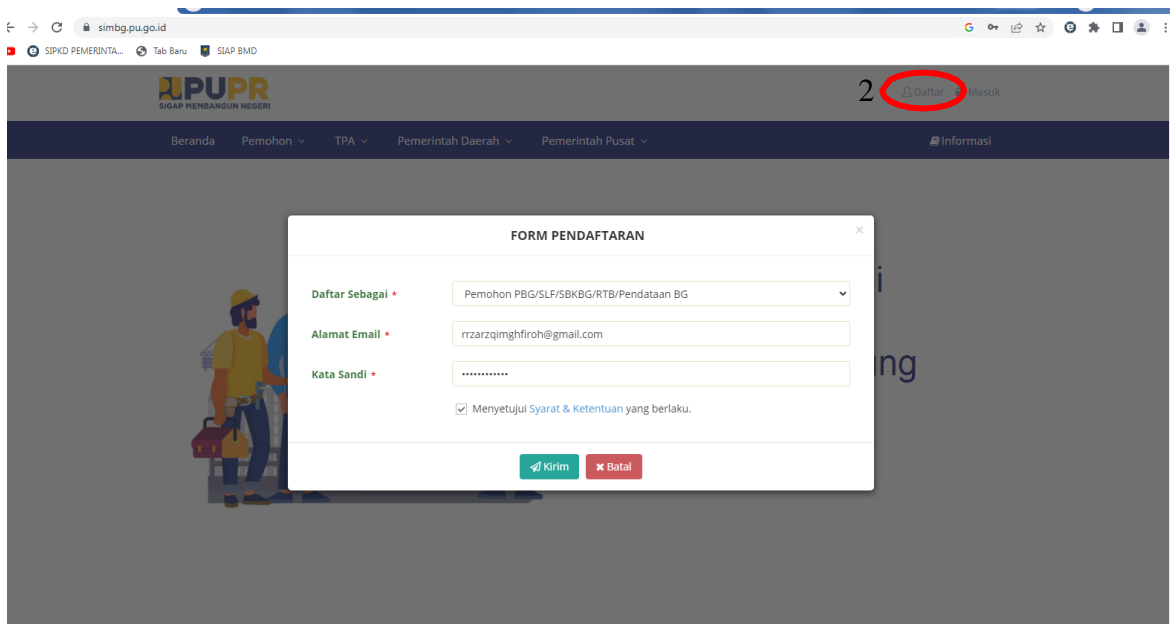 simbg.pu.go.id
SIPKD PEMERINTA... Tab Baru SIAP BMD
PUPR
SIGAP MEMBANGUN NEGERI
2 Daftar Masuk
Beranda Pemohon TPA Pemerintah Daerah Pemerintah Pusat Informasi
FORM PENDAFTARAN ×
i
Daftar Sebagai * Pemohon PBG/SLF/SBKBG/RTB/Pendataan BG
Alamat Email * rrzarzqimghfiroh@gmail.com
ung
Kata Sandi * ••••••••••••
Menyetujui Syarat & Ketentuan yang berlaku.
Kirim Batal